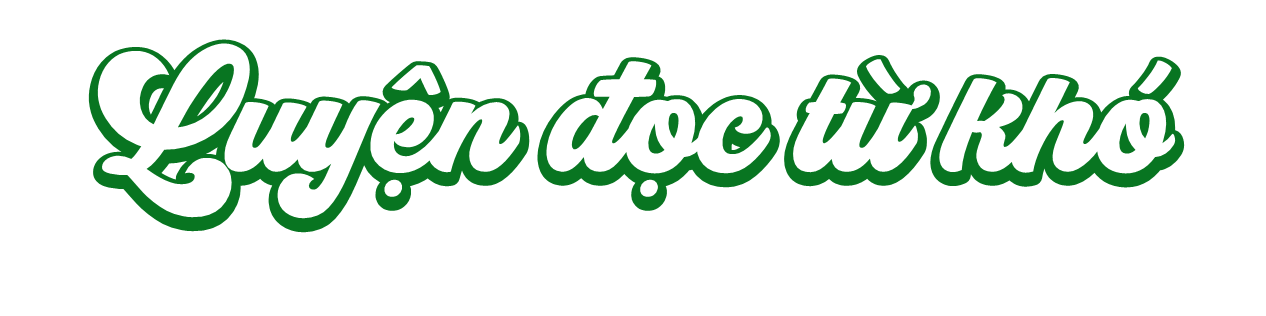 Luyện đọc từ khó